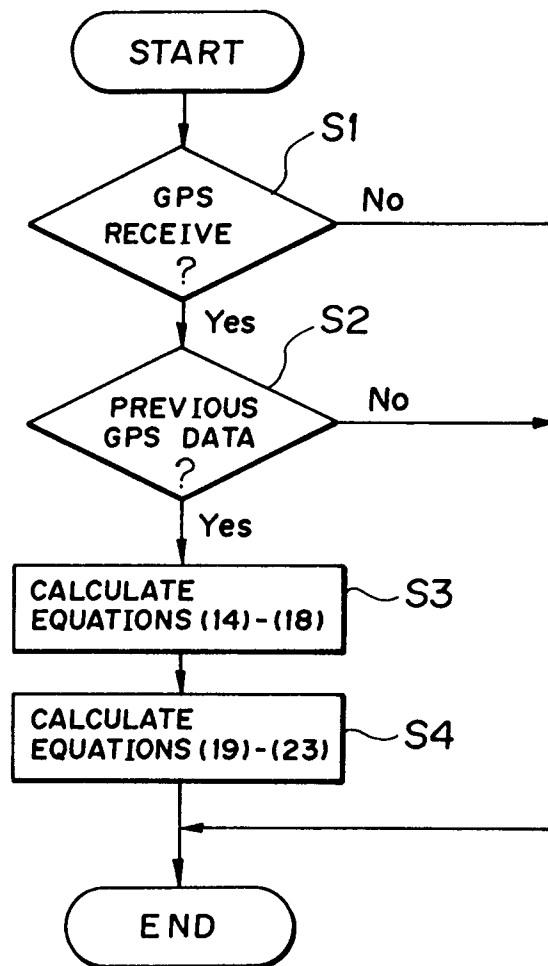 START
S1
GPS
RECEIVE
?
No
Yes
S2
PREVIOUS
GPS DATA
?
No
Yes
CALCULATE
EQUATIONS (14)-(18)
S3
CALCULATE
EQUATIONS (19)-(23)
S4
END